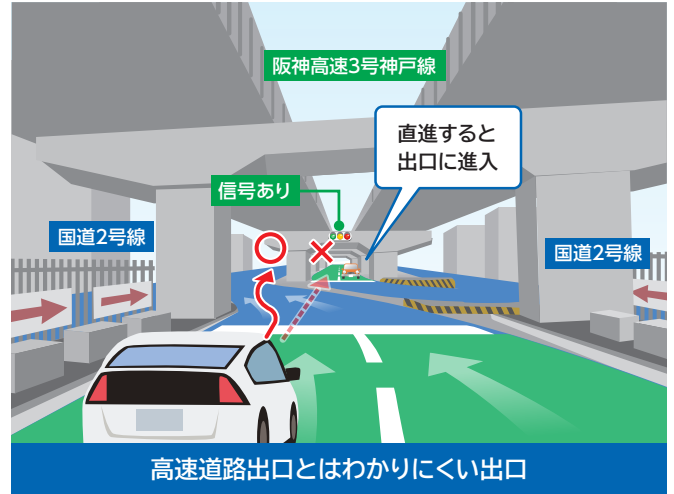 阪神高速3号神戸線
直進すると
出口に進入
信号あり
国道2号線
国道2号線
高速道路出口とはわかりにくい出口